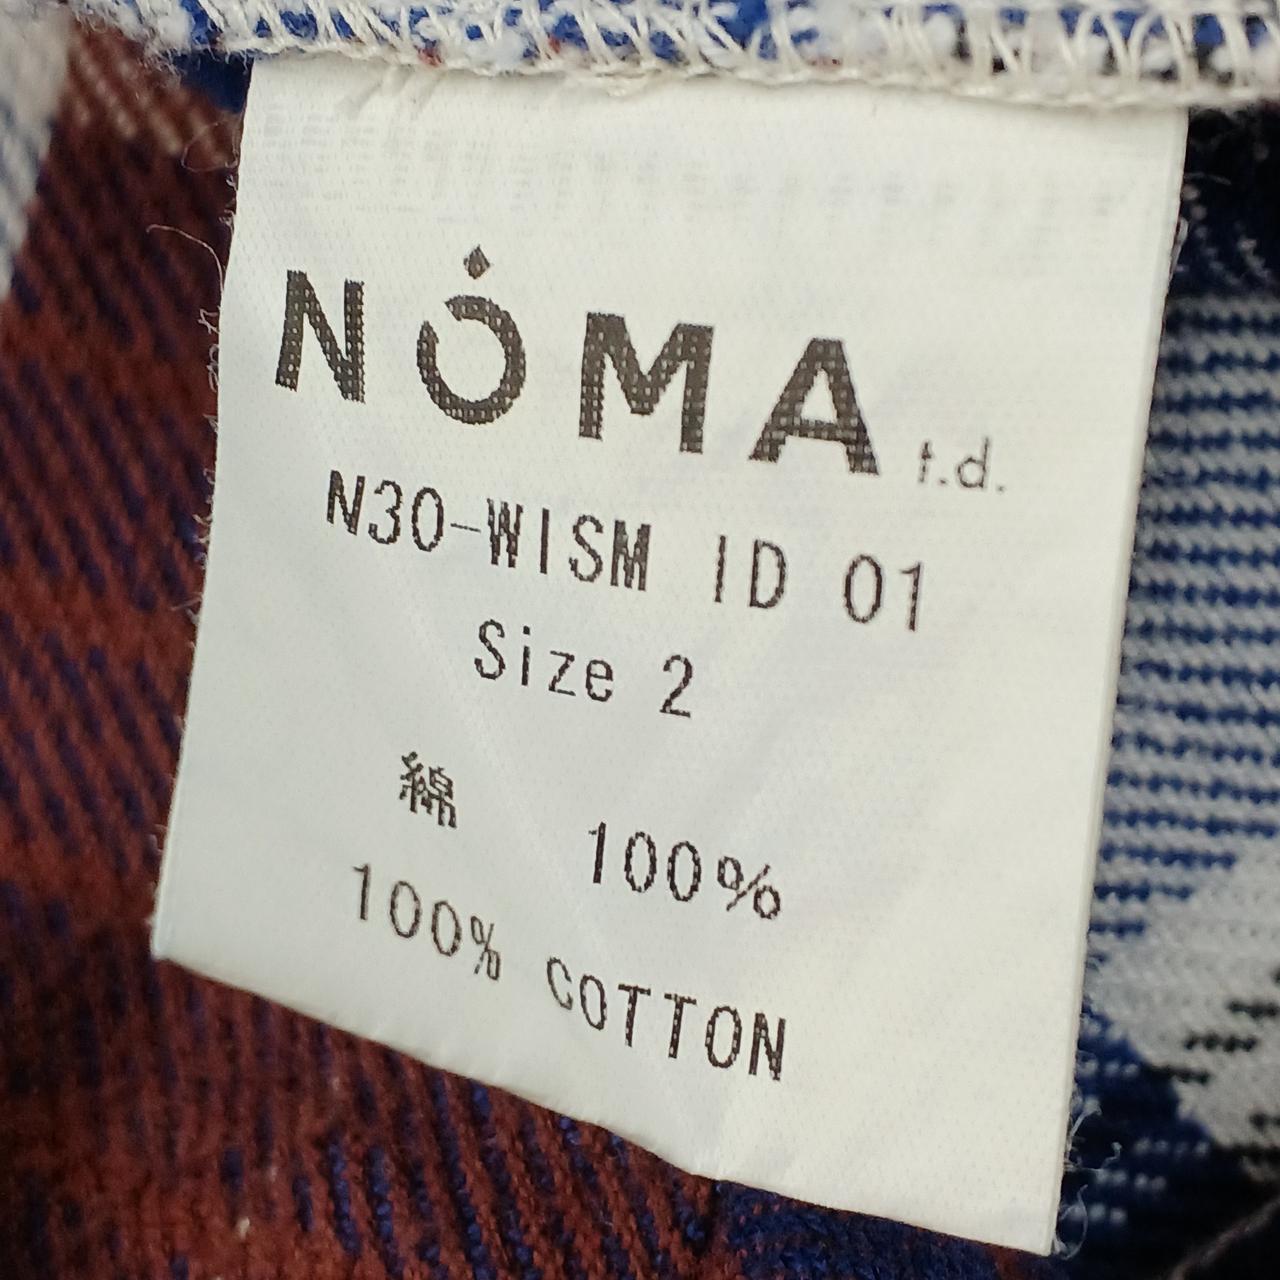 NOMA t.d.
N30-WISM ID 01
Size 2
綿 100%
100% COTTON